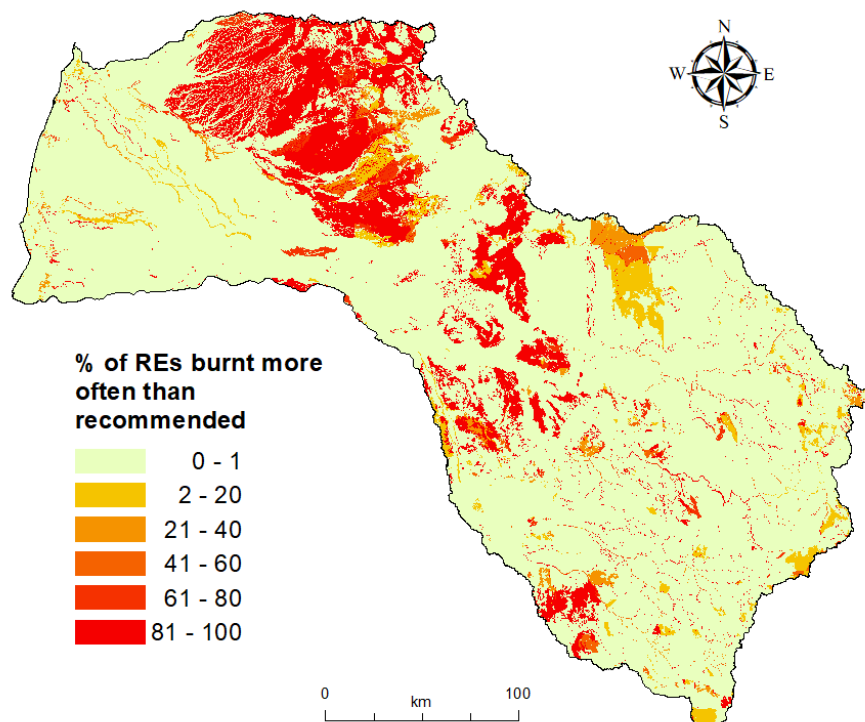 N
W E
S
% of REs burnt more
often than
recommended
0 - 1
2 - 20
21 - 40
41 - 60
61 - 80
81 - 100
0 100
km